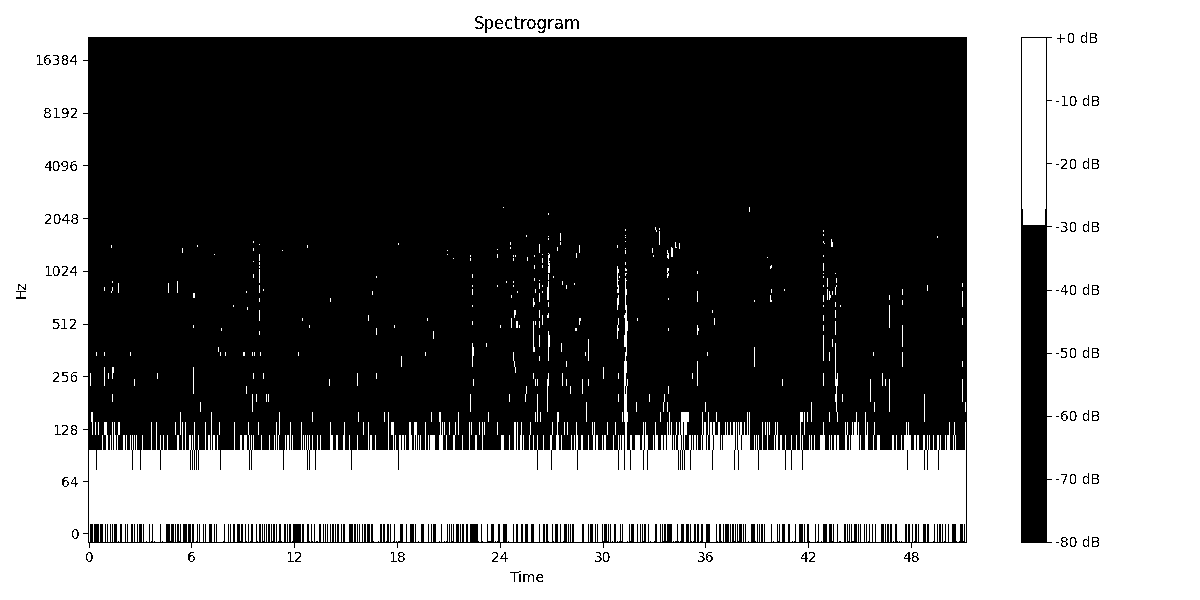 Spectrogram
16384
8192
4096
2048
1024
512
256
128
64
0
Hz
0 6 12 18 24 30 36 42 48
Time
+0 dB
-10 dB
-20 dB
-30 dB
-40 dB
-50 dB
-60 dB
-70 dB
-80 dB